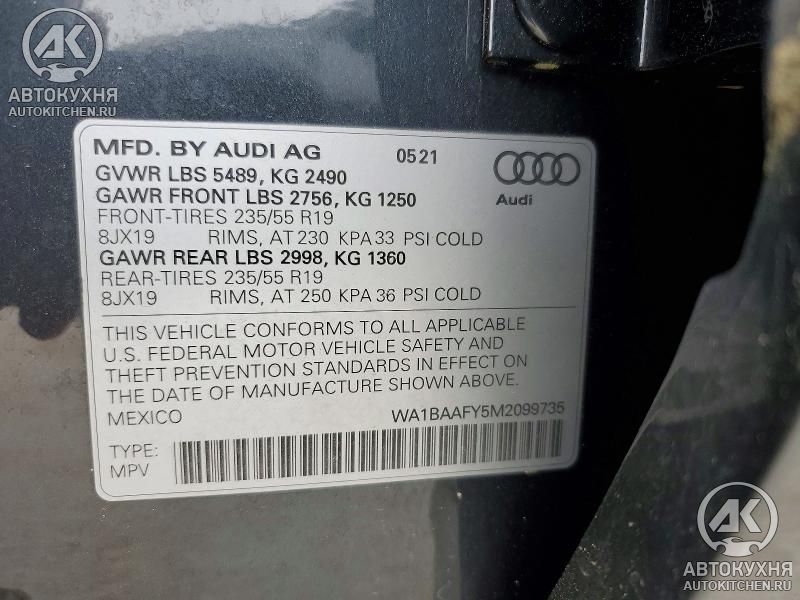 АК
АВТОКУХНЯ
AUTOKITCHEN.RU
MFD. BY AUDI AG 0521
GVWR LBS 5489, KG 2490
GAWR FRONT LBS 2756, KG 1250
FRONT-TIRES 235/55 R19
8JX19 RIMS, AT 230 KPA 33 PSI COLD
GAWR REAR LBS 2998, KG 1360
REAR-TIRES 235/55 R19
8JX19 RIMS, AT 250 KPA 36 PSI COLD
Audi
THIS VEHICLE CONFORMS TO ALL APPLICABLE
U.S. FEDERAL MOTOR VEHICLE SAFETY AND
THEFT PREVENTION STANDARDS IN EFFECT ON
THE DATE OF MANUFACTURE SHOWN ABOVE.
MEXICO WA1BAAFY5M2099735
TYPE:
MPV
АК
АВТОКУХНЯ
AUTOKITCHEN.RU